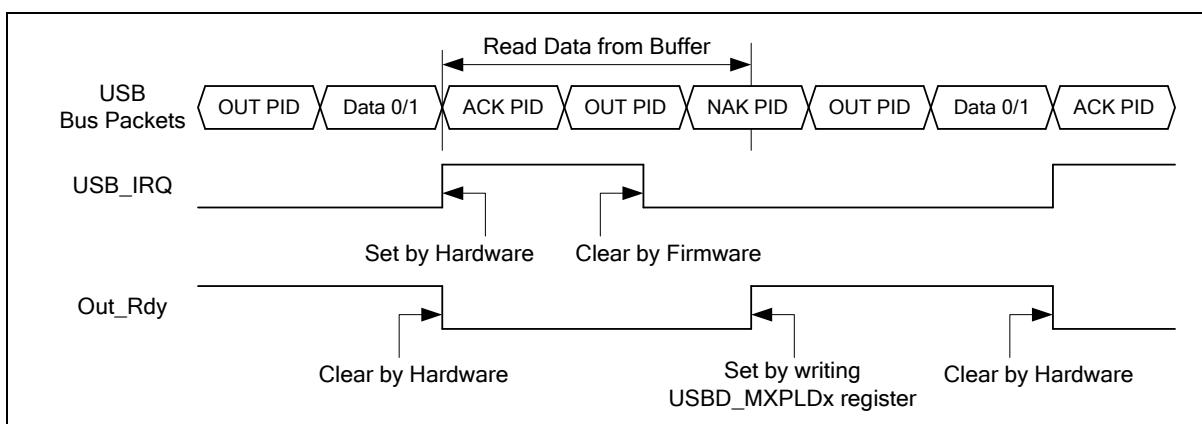 Read Data from Buffer
USB
Bus Packets
OUT PID Data 0/1 ACK PID OUT PID NAK PID OUT PID Data 0/1 ACK PID
USB_IRQ
Set by Hardware Clear by Firmware
Out_Rdy
Clear by Hardware Set by writing Clear by Hardware
USBD_MXPLDx register